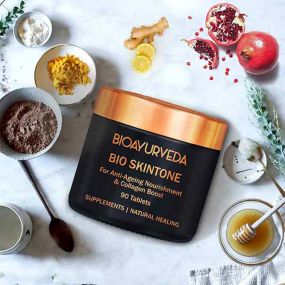 BIOAYURVEDA
BIO SKINTONE
For Anti-Ageing Nourishment
& Collagen Boost
90 Tablets
SUPPLEMENTS | NATURAL HEALING